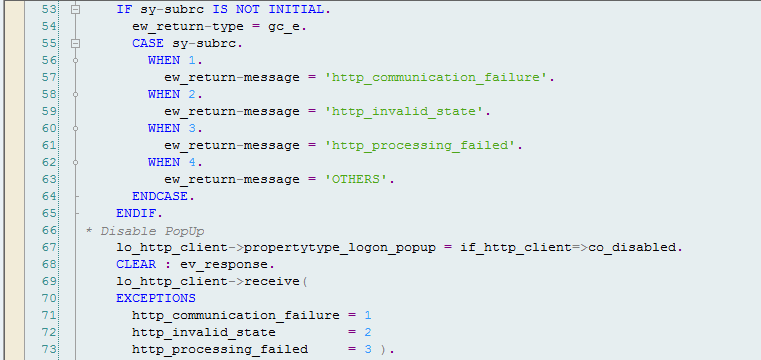 53 IF sy-subrc IS NOT INITIAL.
54 ew_return-type = gc_e.
55 CASE sy-subrc.
56 WHEN 1.
57 ew_return-message = 'http_communication_failure'.
58 WHEN 2.
59 ew_return-message = 'http_invalid_state'.
60 WHEN 3.
61 ew_return-message = 'http_processing_failed'.
62 WHEN 4.
63 ew_return-message = 'OTHERS'.
64 ENDCASE.
65 ENDIF.
66 * Disable PopUp
67 lo_http_client->propertytype_logon_popup = if_http_client=>co_disabled.
68 CLEAR : ev_response.
69 lo_http_client->receive(
70 EXCEPTIONS
71 http_communication_failure = 1
72 http_invalid_state = 2
73 http_processing_failed = 3 ).